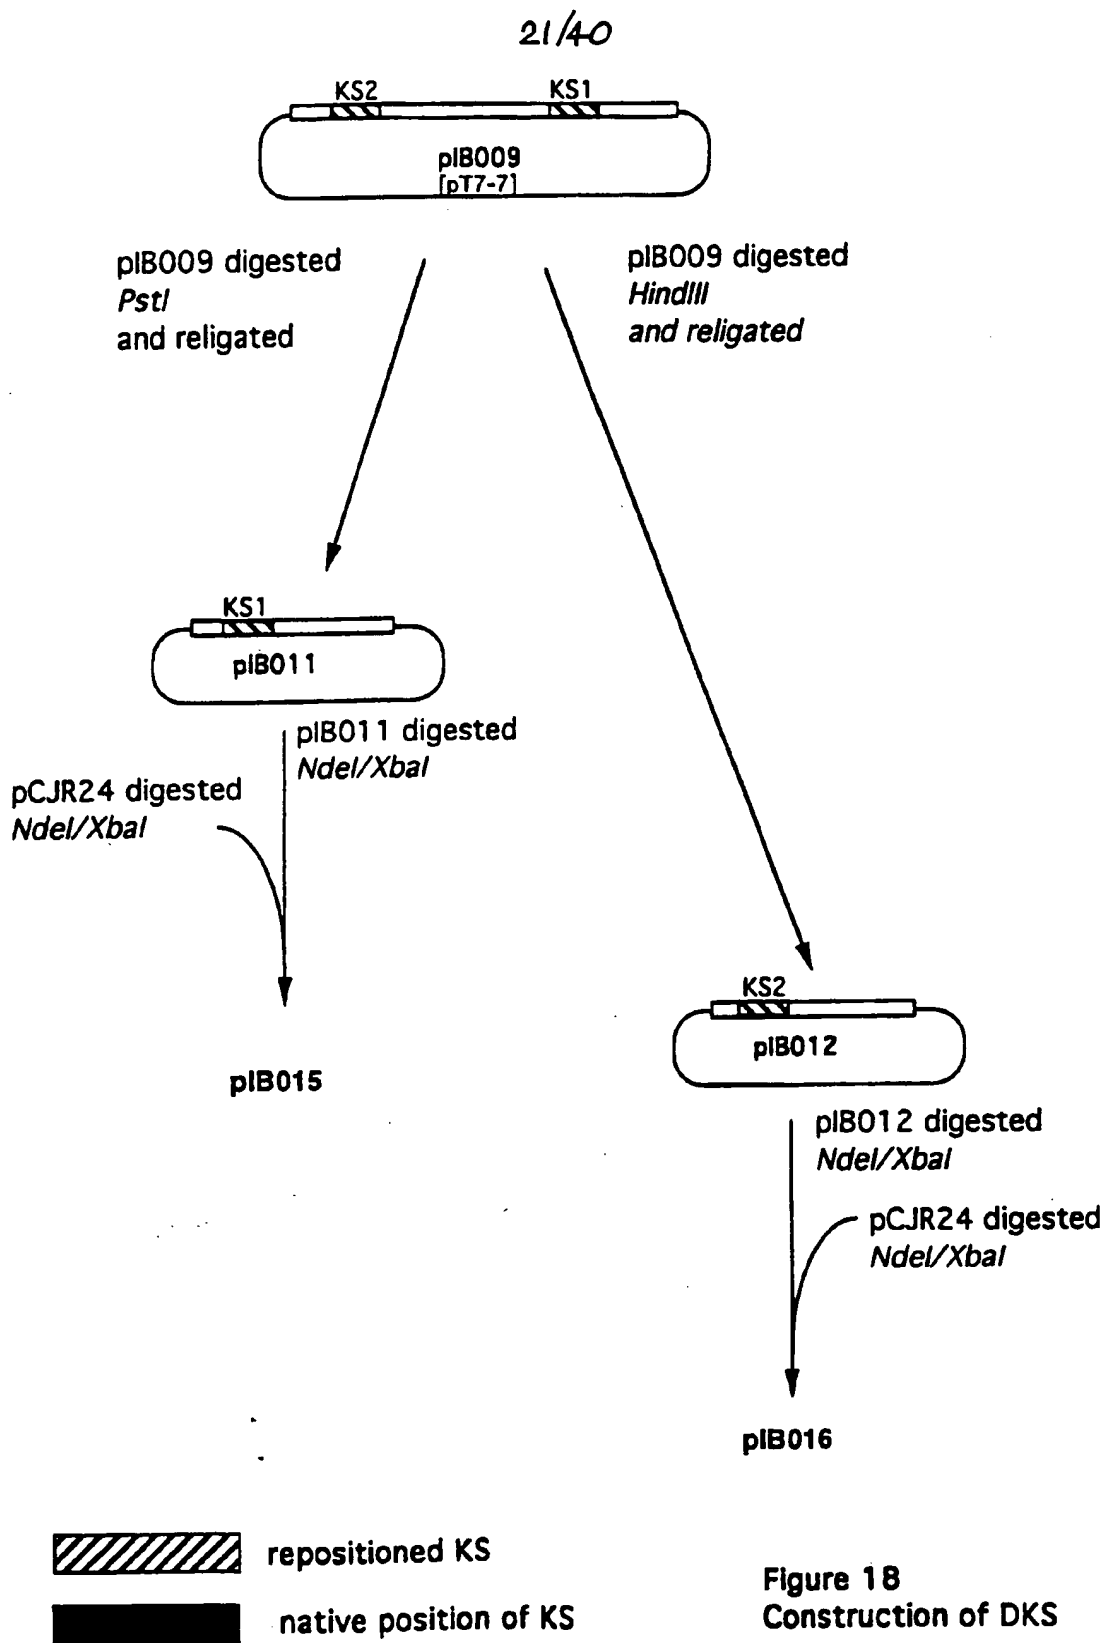 21/40
KS2 KS1
pIB009
[pT7-7]
pIB009 digested
PstI
and religated
pIB009 digested
HindIII
and religated
KS1
pIB011
pIB011 digested
NdeI/XbaI
pCJR24 digested
NdeI/XbaI
pIB015
KS2
pIB012
pIB012 digested
NdeI/XbaI
pCJR24 digested
NdeI/XbaI
pIB016
repositioned KS
native position of KS
Figure 18
Construction of DKS